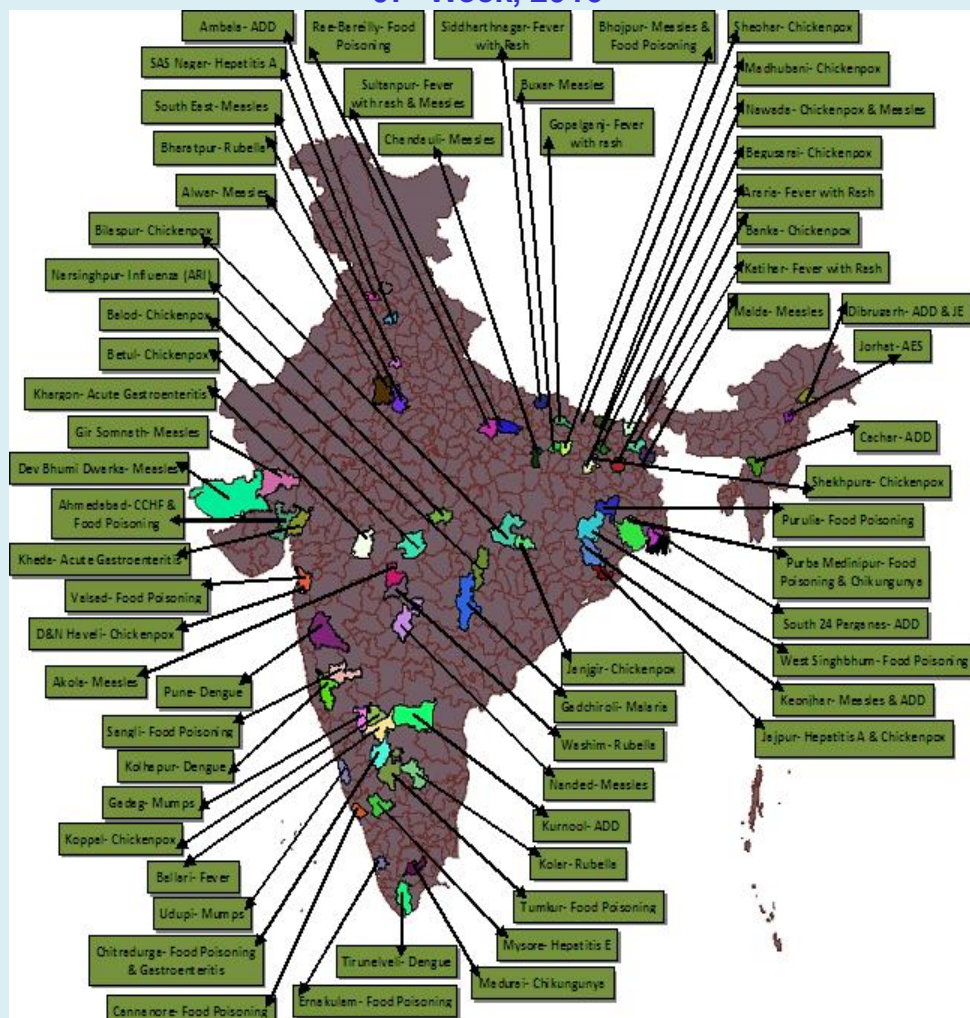 Ambala- ADD
Rae-Bareilly- Food
Poisoning
Siddharthnagar- Fever
with Rash
Bhojpur- Measles &
Food Poisoning
Sheohar- Chickenpox
SAS Nagar- Hepatitis A
Sultanpur- Fever
with rash & Measles
Buxar- Measles
Madhubani- Chickenpox
South East- Measles
Chandauli- Measles
Gopalganj- Fever
with rash
Nawada- Chickenpox & Measles
Bharatpur- Rubella
Begusarai- Chickenpox
Alwar- Measles
Araria- Fever with Rash
Bilaspur- Chickenpox
Banka- Chickenpox
Narsinghpur- Influenza (ARI)
Katihar- Fever with Rash
Balod- Chickenpox
Malda- Measles
Dibrugarh- ADD & JE
Betul- Chickenpox
Jorhat- AES
Khargon- Acute Gastroenteritis
Gir Somnath- Measles
Cachar- ADD
Dev Bhumi Dwarka- Measles
Shekhpura- Chickenpox
Ahmedabad- CCHF &
Food Poisoning
Purulia- Food Poisoning
Kheda- Acute Gastroenteritis
Purba Medinipur- Food
Poisoning & Chikungunya
Valsad- Food Poisoning
South 24 Parganas- ADD
D&N Haveli- Chickenpox
West Singhbhum- Food Poisoning
Akola- Measles
Janjgir- Chickenpox
Keonjhar- Measles & ADD
Pune- Dengue
Gadchiroli- Malaria
Jajpur- Hepatitis A & Chickenpox
Sangli- Food Poisoning
Washim- Rubella
Kolhapur- Dengue
Nanded- Measles
Gadag- Mumps
Kurnool- ADD
Koppal- Chickenpox
Kolar- Rubella
Ballari- Fever
Tumkur- Food Poisoning
Udupi- Mumps
Mysore- Hepatitis E
Chitradurga- Food Poisoning
& Gastroenteritis
Tirunelveli- Dengue
Madurai- Chikungunya
Cannanore- Food Poisoning
Ernakulam- Food Poisoning